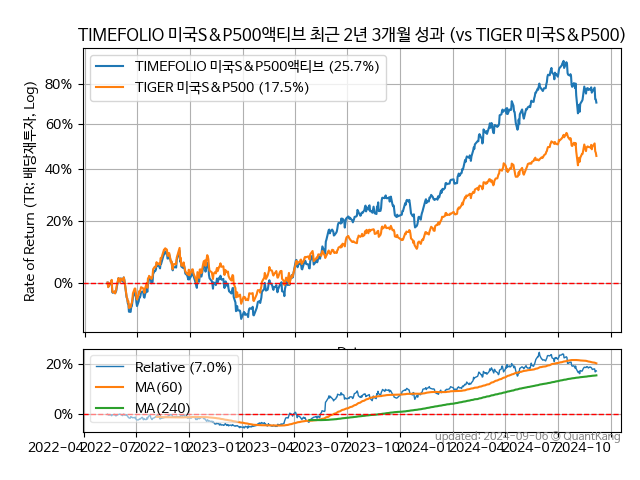 TIMEFOLIO 미국S&P500액티브 최근 2년 3개월 성과 (vs TIGER 미국S&P500)
Rate of Return (TR: 배당재투자, Log)
80%
60%
40%
20%
0%
TIMEFOLIO 미국S&P500액티브 (25.7%)
TIGER 미국S&P500 (17.5%)
20%
0%
Relative (7.0%)
MA(60)
MA(240)
2022-04 2022-07 2022-10 2023-01 2023-04 2023-07 2023-10 2024-01 2024-04 2024-07 2024-10
updated: 2024-09-06 © QuantKang